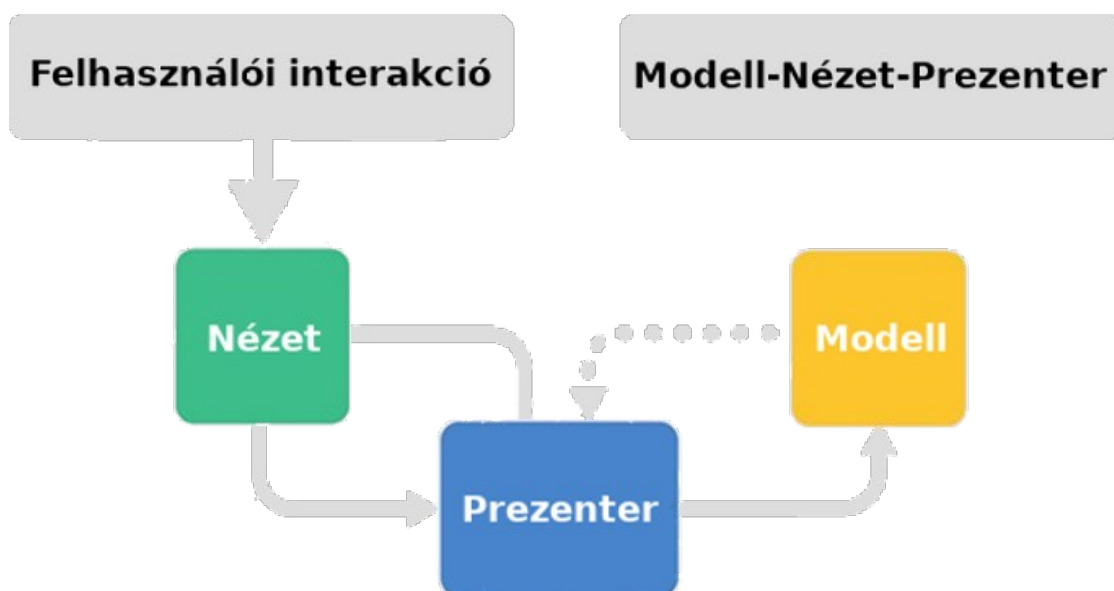 Felhasználói interakció
Modell-Nézet-Prezenter
Nézet
Modell
Prezenter